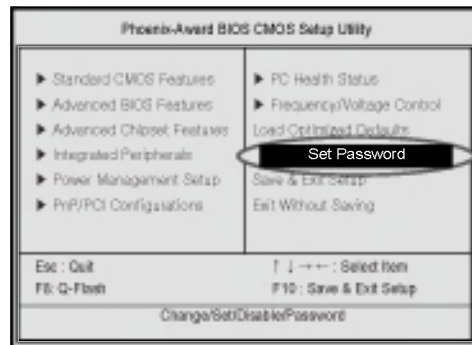 Phoenix-Award BIOS CMOS Setup Utility
▶ Standard CMOS Features
▶ Advanced BIOS Features
▶ Advanced Chipset Features
▶ Integrated Peripherals
▶ Power Management Setup
▶ PnP/PCI Configurations
▶ PC Health Status
▶ Frequency/Voltage Control
Load Optimized Defaults
Set Password
Save & Exit Setup
Exit Without Saving
Esc : Quit
F8: Q-Flash
↑ ↓ → ← : Select Item
F10 : Save & Exit Setup
Change/Set/Disable/Password